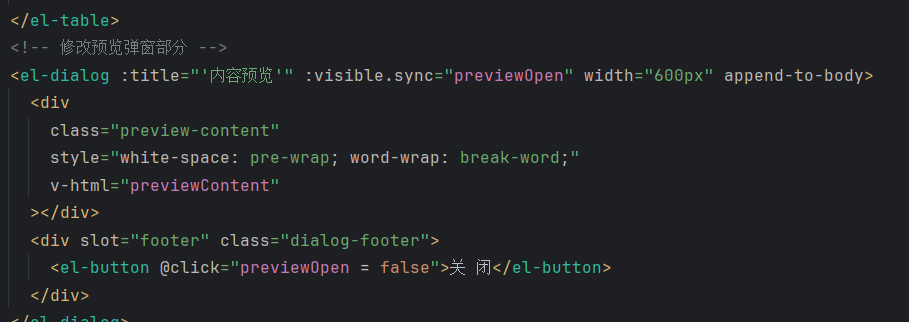 </el-table>
<!-- 修改预览弹窗部分 -->
<el-dialog :title="'内容预览'" :visible.sync="previewOpen" width="600px" append-to-body>
<div
class="preview-content"
style="white-space: pre-wrap; word-wrap: break-word;"
v-html="previewContent"
></div>
<div slot="footer" class="dialog-footer">
<el-button @click="previewOpen = false">关 闭</el-button>
</div>
</el-dialog>